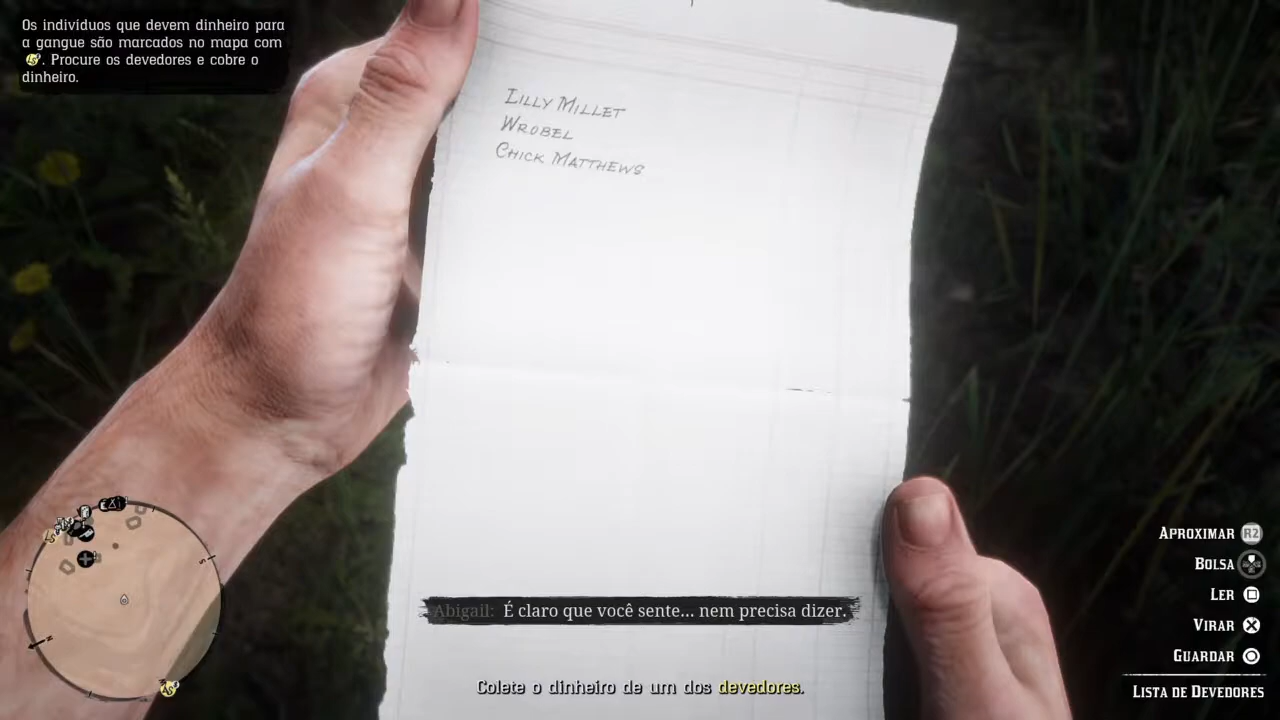 Os indivíduos que devem dinheiro para
a gangue são marcados no mapa com
. Procure os devedores e cobre o
dinheiro.
Lilly Millet
Wrobel
Chick Matthews
Abigail: É claro que você sente... nem precisa dizer.
Colete o dinheiro de um dos devedores.
APROXIMAR R2
BOLSA
LER
VIRAR
GUARDAR
LISTA DE DEVEDORES